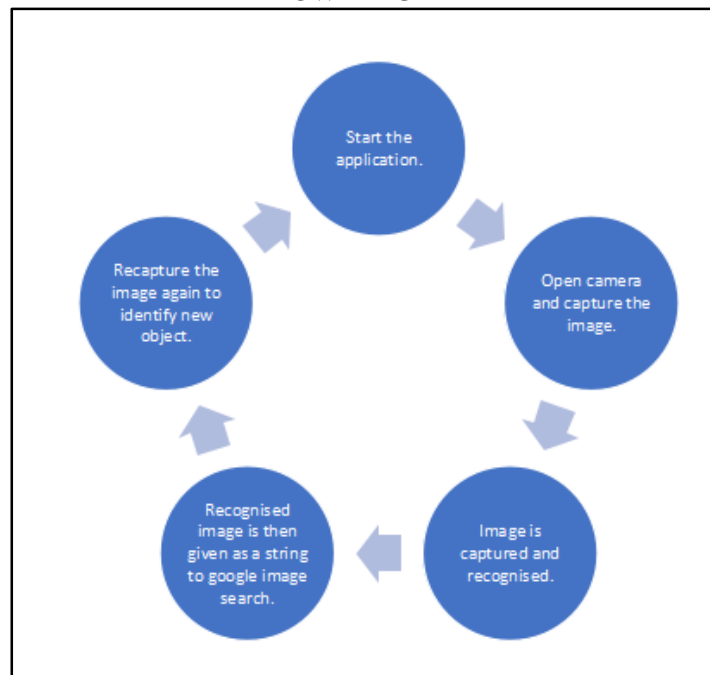 Start the
application.
Open camera
and capture the
image.
Image is
captured and
recognised.
Recognised
image is then
given as a string
to google image
search.
Recapture the
image again to
identify new
object.